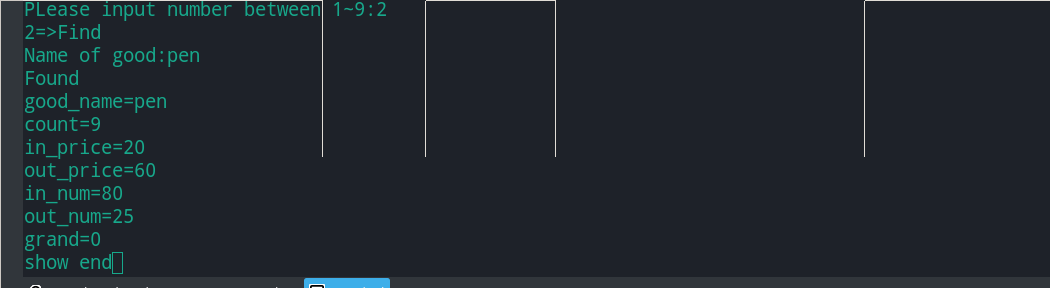 PLease input number between 1~9:2
2=>Find
Name of good:pen
Found
good_name=pen
count=9
in_price=20
out_price=60
in_num=80
out_num=25
grand=0
show end